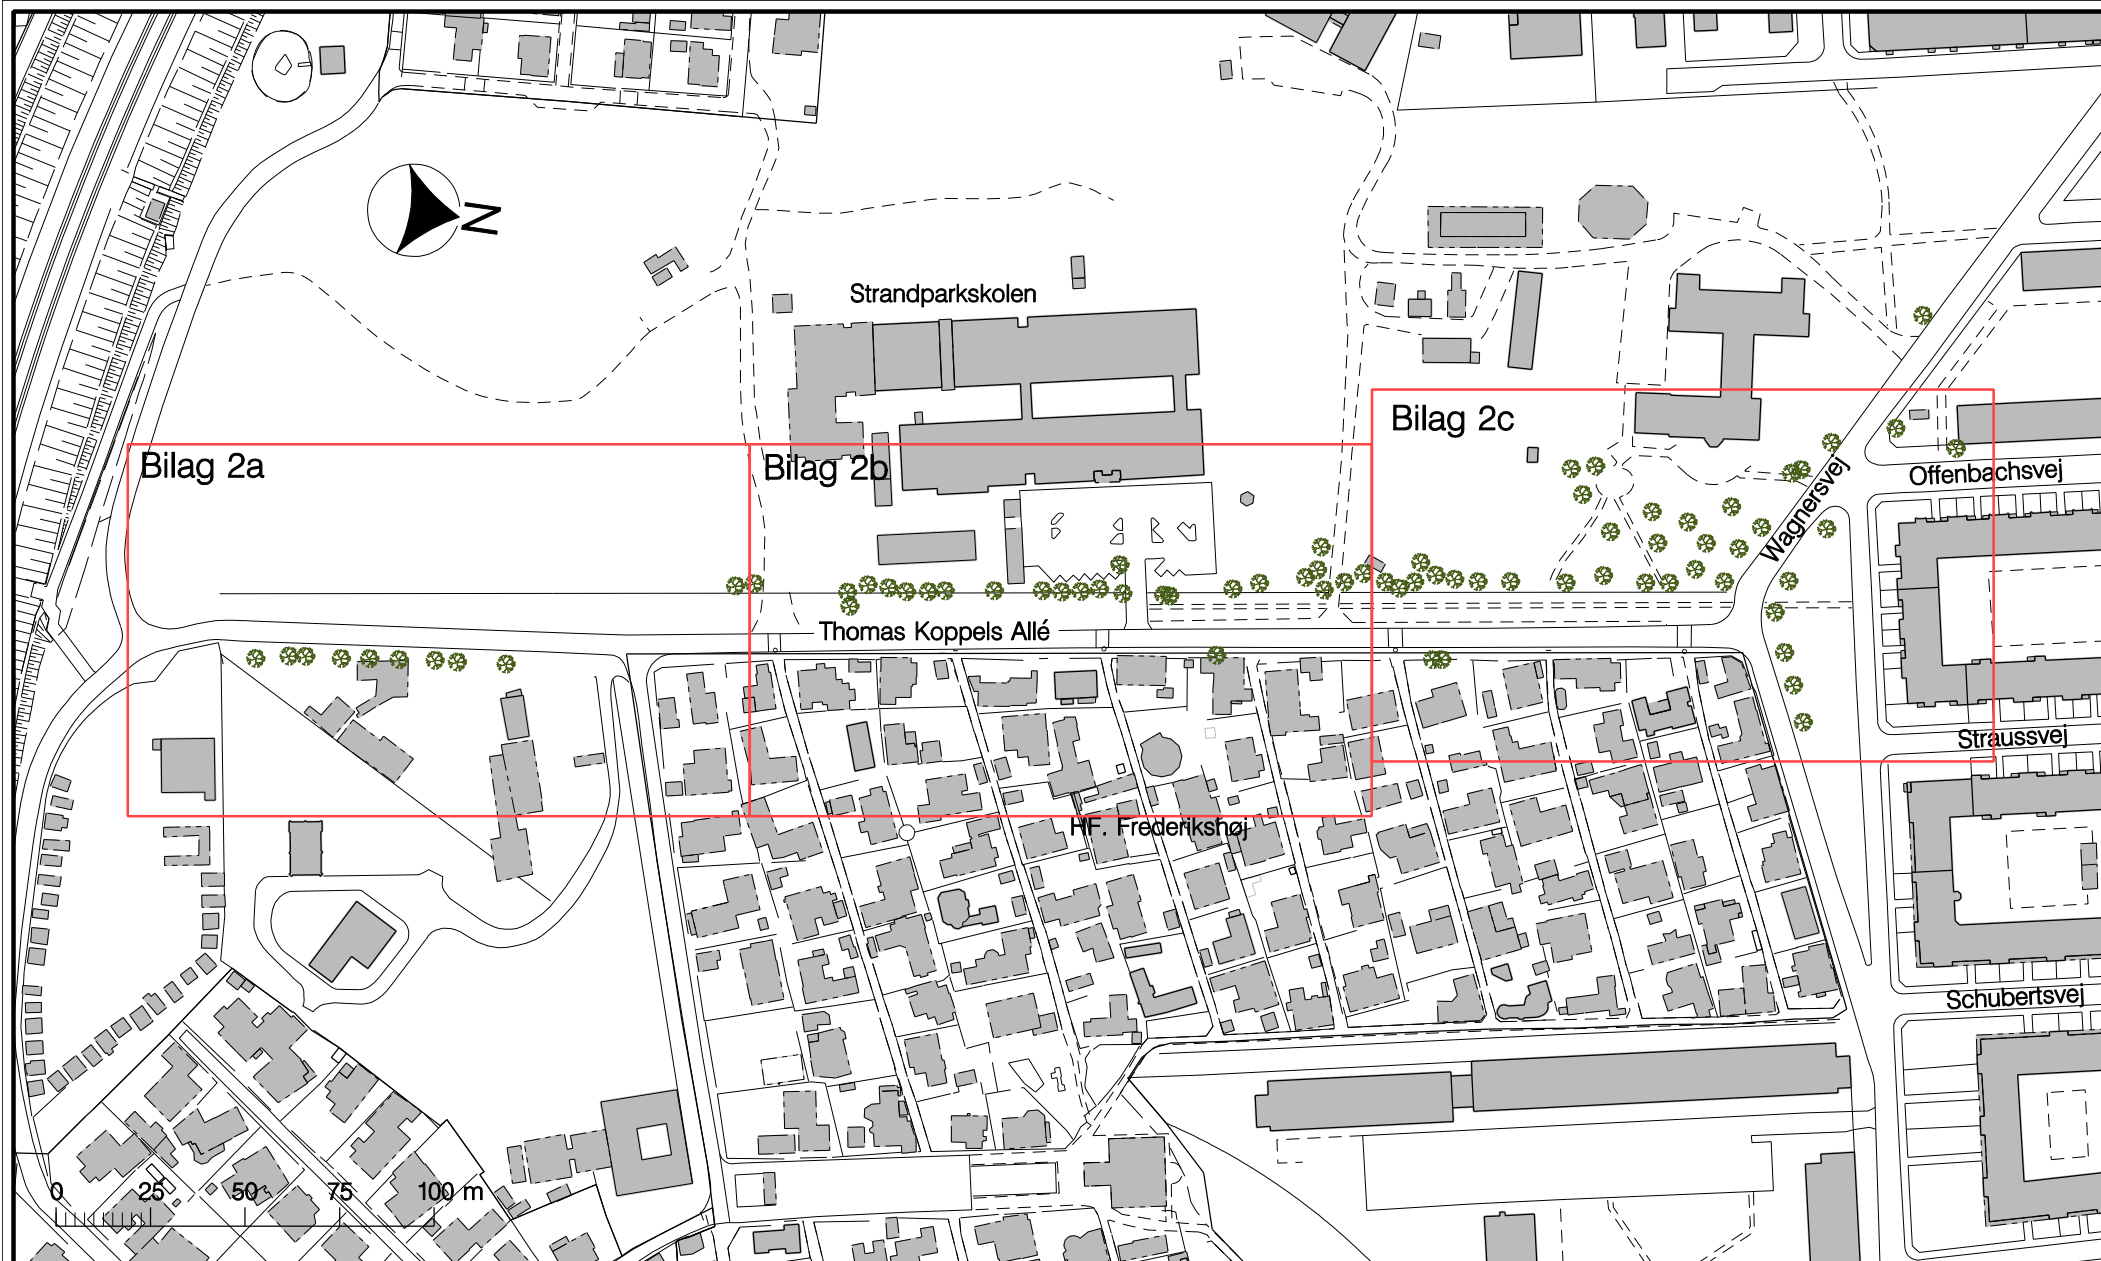 N
Strandparkskolen
Bilag 2c
Bilag 2a
Bilag 2b
Offenbachsvej
Wagnersvej
Thomas Koppels Allé
Straussvej
HF. Frederikshøj
Schubertsvej
0 25 50 75 100 m